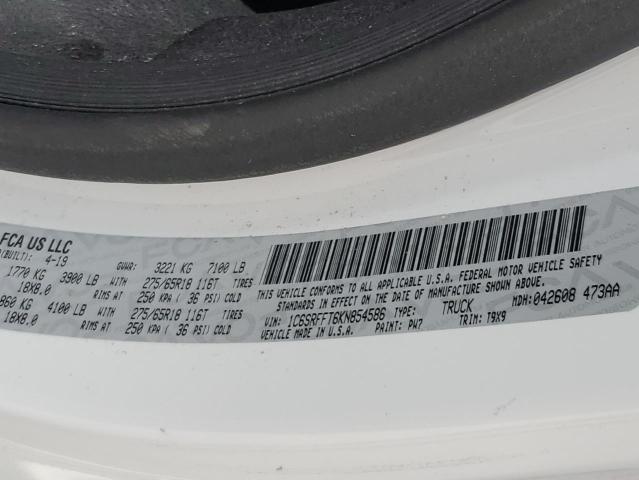 FCA US LLC
(BUILT): 4-19
GVWR: 3221 KG 7100 LB
1770 KG 3900 LB WITH 275/65R18 116T TIRES
18X8.0 RIMS AT 250 KPA ( 36 PSI) COLD
860 KG 4100 LB WITH 275/65R18 116T TIRES
18X8.0 RIMS AT 250 KPA ( 36 PSI) COLD
THIS VEHICLE CONFORMS TO ALL APPLICABLE U.S.A. FEDERAL MOTOR VEHICLE SAFETY
STANDARDS IN EFFECT ON THE DATE OF MANUFACTURE SHOWN ABOVE.
VIN: 1C6SRFFT6KN854586 TYPE: TRUCK MDH: 042608 473AA
VEHICLE MADE IN U.S.A. PAINT: PW7 TRIM: T9X9